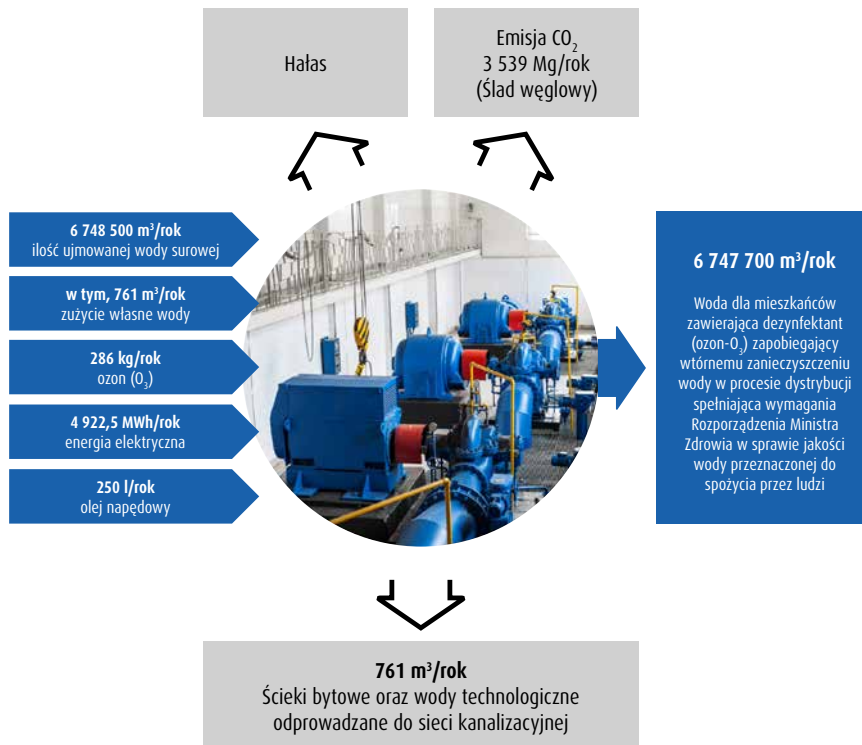 Hałas
Emisja CO₂
3 539 Mg/rok
(Ślad węglowy)
6 748 500 m³/rok
ilość ujmowanej wody surowej
w tym, 761 m³/rok
zużycie własne wody
286 kg/rok
ozon (O₃)
4 922,5 MWh/rok
energia elektryczna
250 l/rok
olej napędowy
6 747 700 m³/rok
Woda dla mieszkańców
zawierająca dezynfektant
(ozon-O₃) zapobiegający
wtórnemu zanieczyszczeniu
wody w procesie dystrybucji
spełniająca wymagania
Rozporządzenia Ministra
Zdrowia w sprawie jakości
wody przeznaczonej do
spożycia przez ludzi
761 m³/rok
Ścieki bytowe oraz wody technologiczne
odprowadzane do sieci kanalizacyjnej